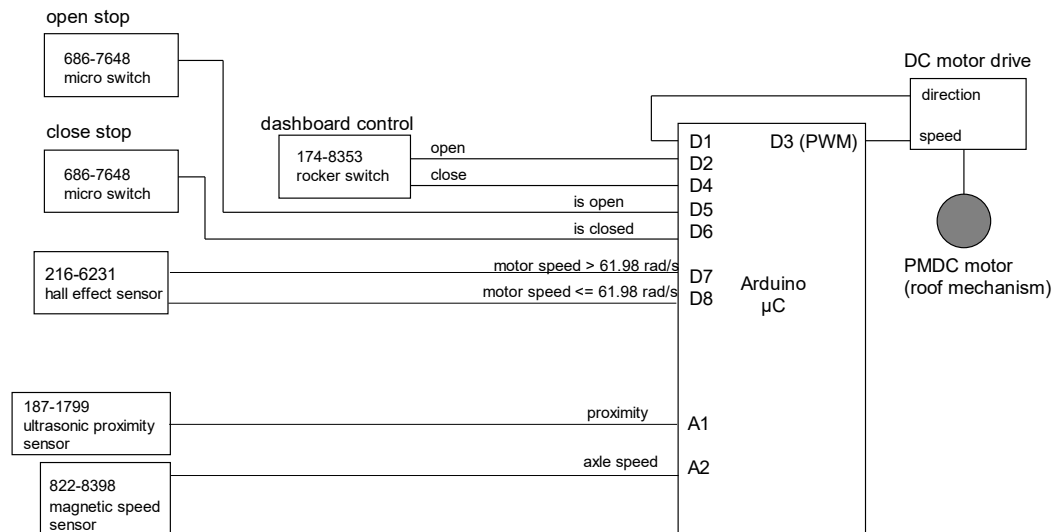 open stop
686-7648
micro switch
close stop
686-7648
micro switch
dashboard control
174-8353
rocker switch
open
close
is open
is closed
216-6231
hall effect sensor
motor speed > 61.98 rad/s
motor speed <= 61.98 rad/s
187-1799
ultrasonic proximity
sensor
proximity
822-8398
magnetic speed
sensor
axle speed
D1
D2
D4
D5
D6
D7
D8
A1
A2
D3 (PWM)
Arduino
µC
DC motor drive
direction
speed
PMDC motor
(roof mechanism)